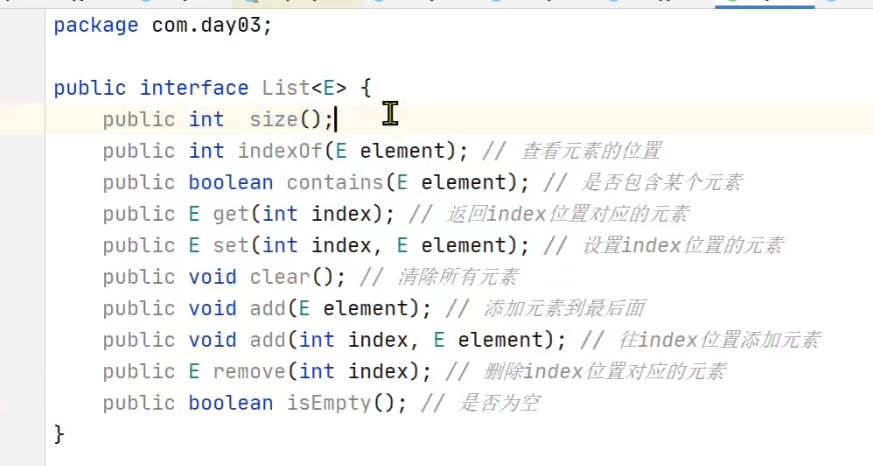 package com.day03;
public interface List<E> {
public int  size();
public int indexOf(E element); // 查看元素的位置
public boolean contains(E element); // 是否包含某个元素
public E get(int index); // 返回index位置对应的元素
public E set(int index, E element); // 设置index位置的元素
public void clear(); // 清除所有元素
public void add(E element); // 添加元素到最后面
public void add(int index, E element); // 往index位置添加元素
public E remove(int index); // 删除index位置对应的元素
public boolean isEmpty(); // 是否为空
}